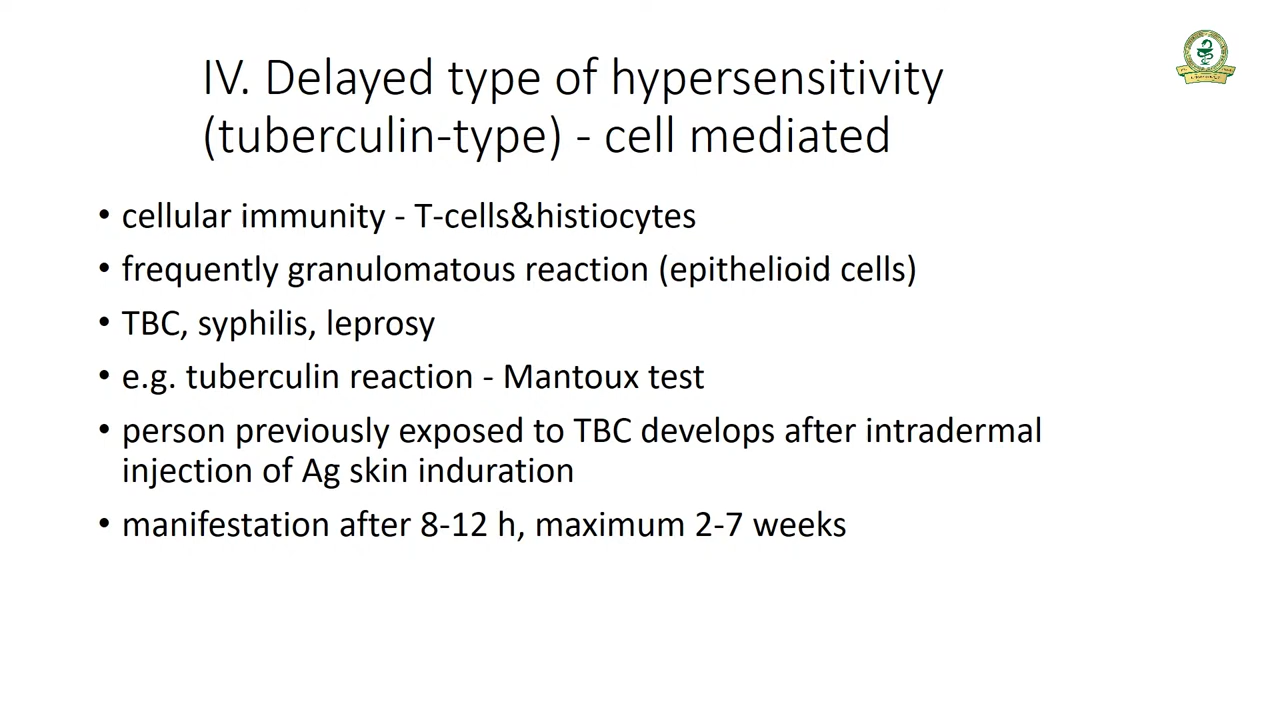 IV. Delayed type of hypersensitivity
(tuberculin-type) - cell mediated
• cellular immunity - T-cells&histiocytes
• frequently granulomatous reaction (epithelioid cells)
• TBC, syphilis, leprosy
• e.g. tuberculin reaction - Mantoux test
• person previously exposed to TBC develops after intradermal
injection of Ag skin induration
• manifestation after 8-12 h, maximum 2-7 weeks